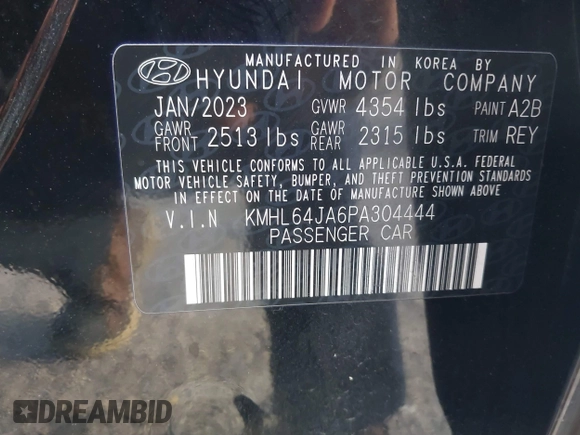 MANUFACTURED IN KOREA BY
HYUNDAI MOTOR COMPANY
JAN/2023 GVWR 4354 lbs PAINT A2B
GAWR FRONT 2513 lbs GAWR REAR 2315 lbs TRIM REY
THIS VEHICLE CONFORMS TO ALL APPLICABLE U.S.A. FEDERAL
MOTOR VEHICLE SAFETY, BUMPER, AND THEFT PREVENTION STANDARDS
IN EFFECT ON THE DATE OF MANUFACTURE SHOWN ABOVE.
V.I.N KMHL64JA6PA304444
PASSENGER CAR
DREAMBID